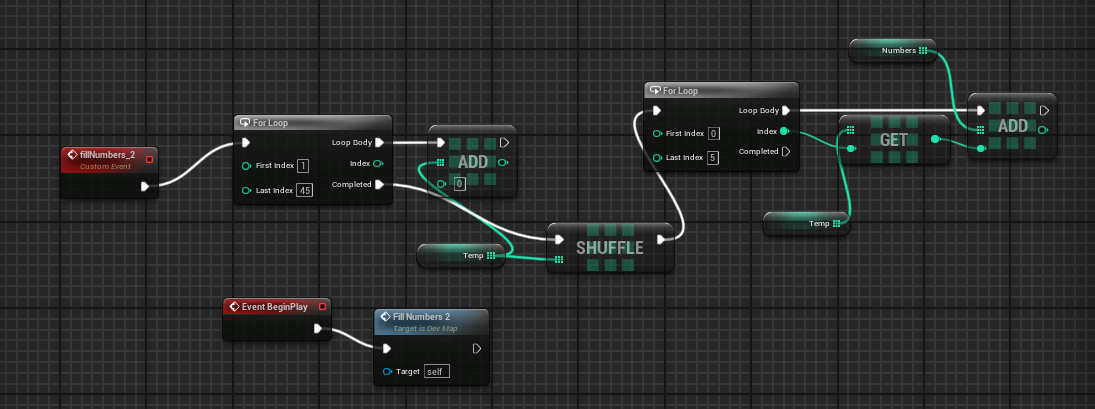 fillNumbers_2
Custom Event
For Loop
Loop Body
First Index 1
Index
Last Index 45
Completed
ADD
0
Temp
SHUFFLE
For Loop
Loop Body
First Index 0
Index
Last Index 5
Completed
Numbers
GET
ADD
Temp
Event BeginPlay
Fill Numbers 2
Target is Dev Map
Target self